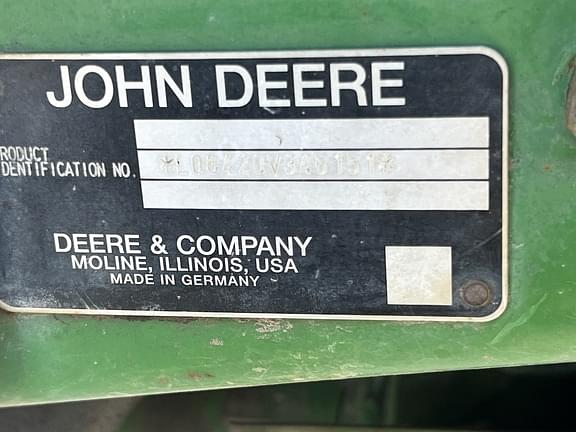 JOHN DEERE
PRODUCT
IDENTIFICATION NO.
DEERE & COMPANY
MOLINE, ILLINOIS, USA
MADE IN GERMANY